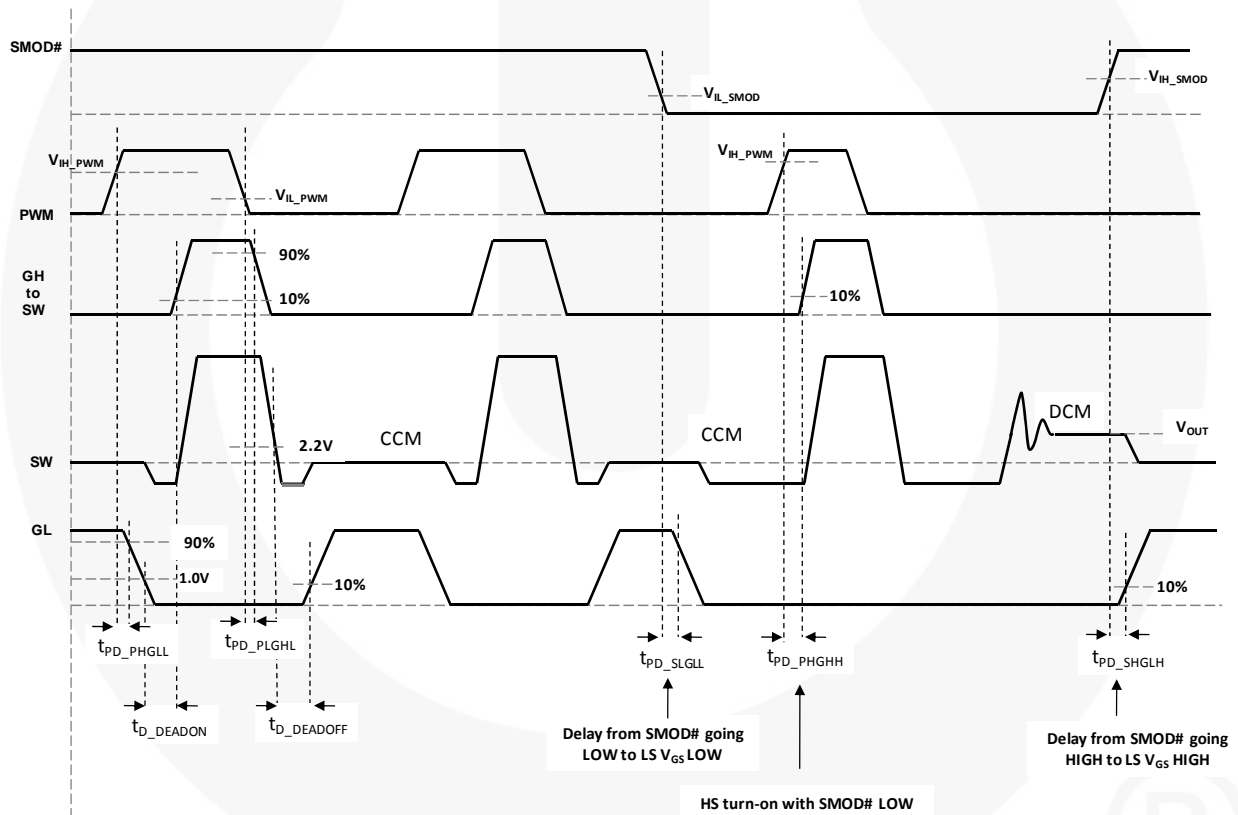 SMOD#
V_IL_SMOD
V_IH_SMOD
V_IH_PWM
V_IL_PWM
V_IH_PWM
PWM
90%
10%
10%
GH
to
SW
2.2V
CCM
CCM
DCM
V_OUT
SW
GL
90%
1.0V
10%
10%
t_PD_PHGLL
t_PD_PLGHL
t_PD_SLGLL
t_PD_PHGHH
t_PD_SHGLH
t_D_DEADON
t_D_DEADOFF
Delay from SMOD# going
LOW to LS V_GS LOW
Delay from SMOD# going
HIGH to LS V_GS HIGH
HS turn-on with SMOD# LOW